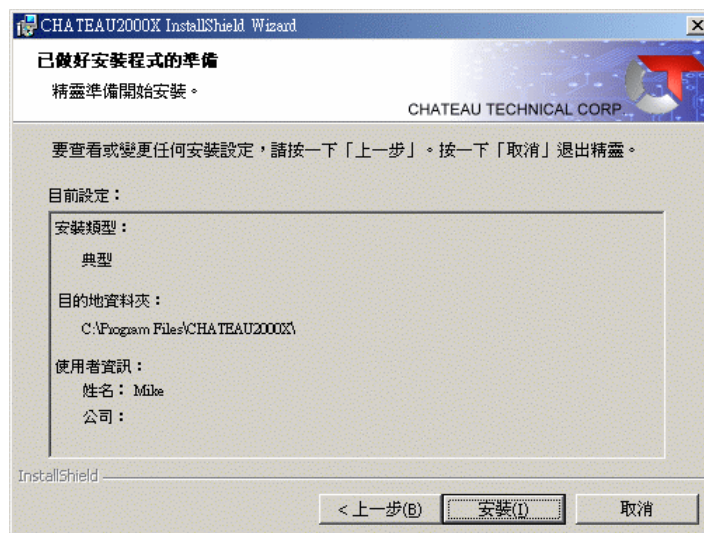 CHATEAU2000X InstallShield Wizard
已做好安裝程式的準備
精靈準備開始安裝。
CHATEAU TECHNICAL CORP.
要查看或變更任何安裝設定，請按一下「上一步」。按一下「取消」退出精靈。
目前設定：
安裝類型：
典型
目的地資料夾：
C:\Program Files\CHATEAU2000X\
使用者資訊：
姓名： Mike
公司：
InstallShield
< 上一步(B) 安裝(I) 取消